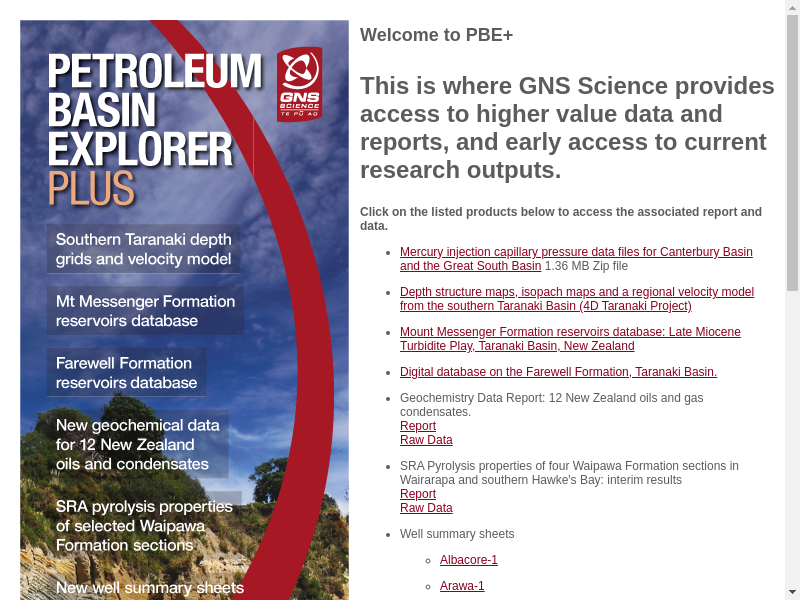 PETROLEUM
BASIN
EXPLORER
PLUS
GNS
SCIENCE
TE PŪ AO
Southern Taranaki depth
grids and velocity model
Mt Messenger Formation
reservoirs database
Farewell Formation
reservoirs database
New geochemical data
for 12 New Zealand
oils and condensates
SRA pyrolysis properties
of selected Waipawa
Formation sections
New well summary sheets
Welcome to PBE+
This is where GNS Science provides
access to higher value data and
reports, and early access to current
research outputs.
Click on the listed products below to access the associated report and
data.
Mercury injection capillary pressure data files for Canterbury Basin
and the Great South Basin 1.36 MB Zip file
Depth structure maps, isopach maps and a regional velocity model
from the southern Taranaki Basin (4D Taranaki Project)
Mount Messenger Formation reservoirs database: Late Miocene
Turbidite Play, Taranaki Basin, New Zealand
Digital database on the Farewell Formation, Taranaki Basin.
Geochemistry Data Report: 12 New Zealand oils and gas
condensates.
Report
Raw Data
SRA Pyrolysis properties of four Waipawa Formation sections in
Wairarapa and southern Hawke's Bay: interim results
Report
Raw Data
Well summary sheets
Albacore-1
Arawa-1